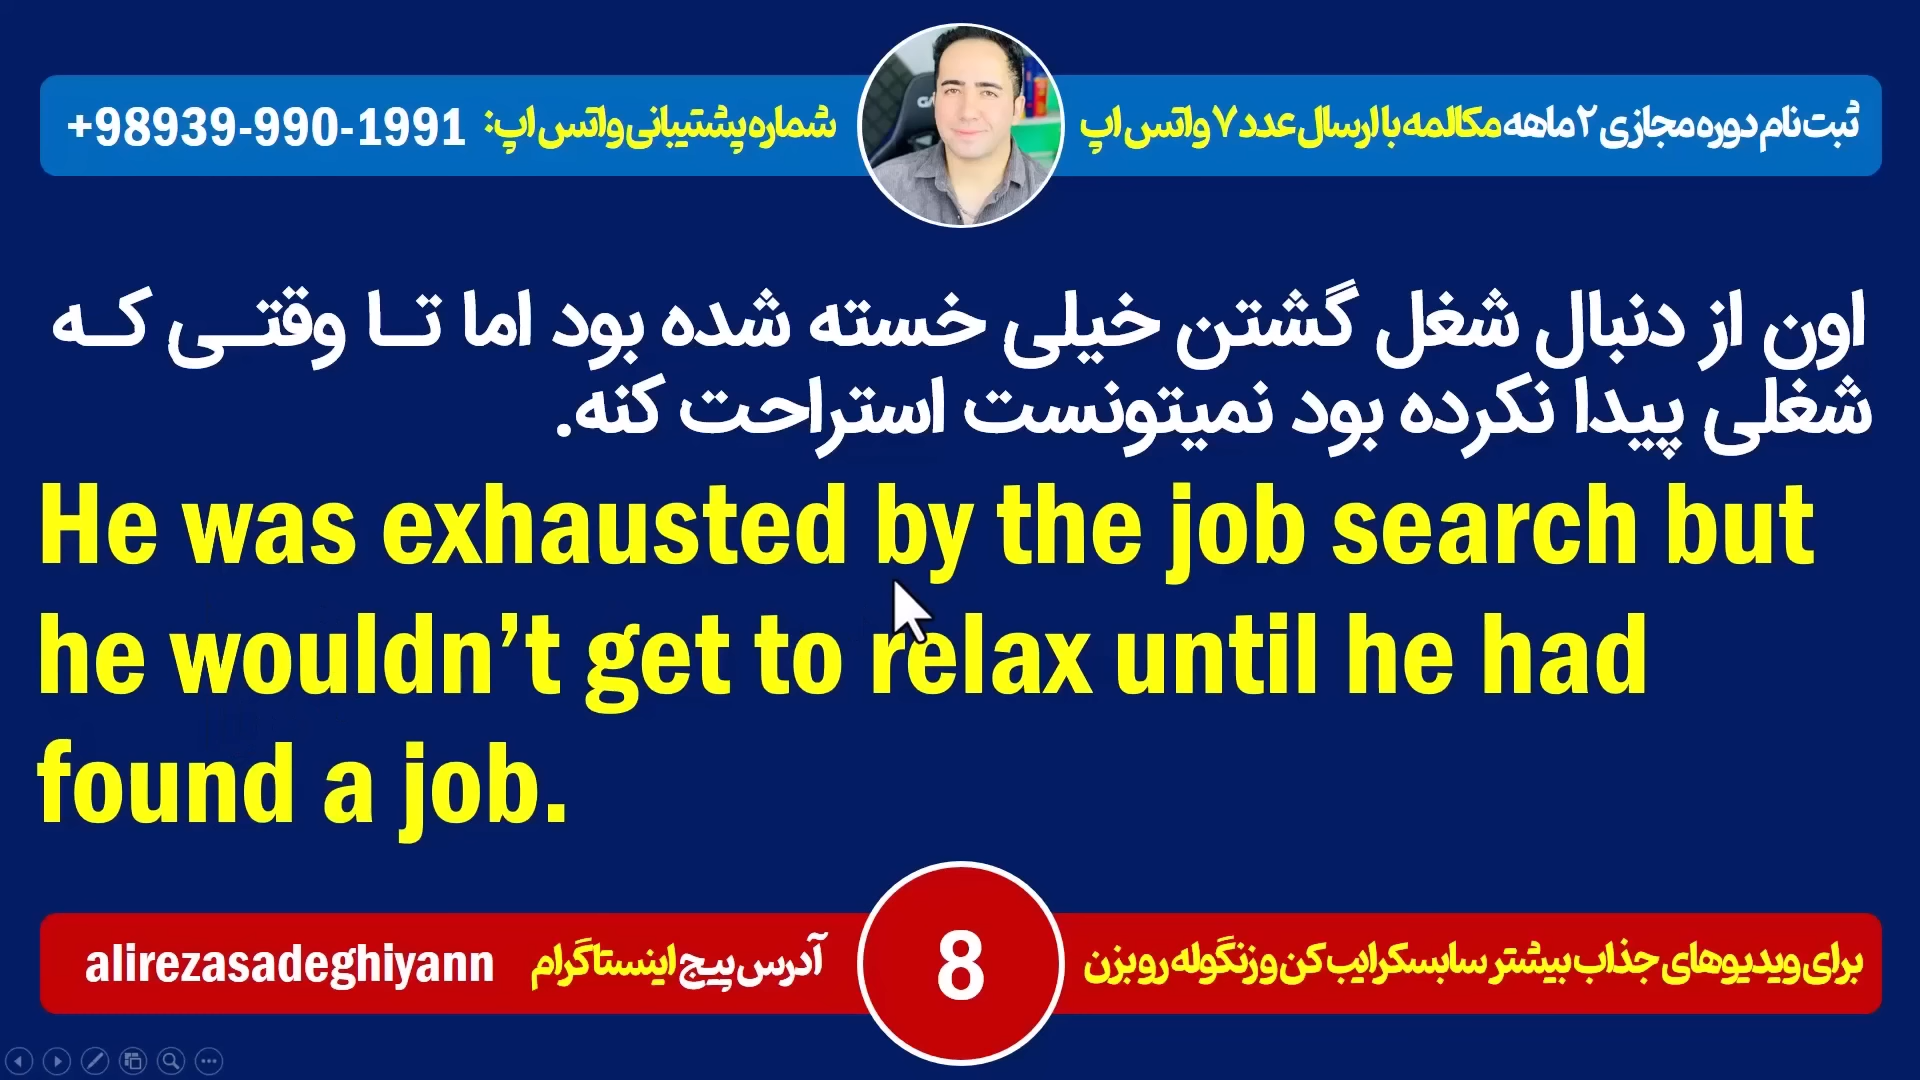 ثبت نام دوره مجازی ۲ ماهه مکالمه با ارسال عدد ۷ واتس اپ
شماره پشتیبانی واتس اپ: +98939-990-1991
اون از دنبال شغل گشتن خیلی خسته شده بود اما تا وقتی که
شغلی پیدا نکرده بود نمیتونست استراحت کنه.
He was exhausted by the job search but
he wouldn’t get to relax until he had
found a job.
برای ویدیوهای جذاب بیشتر سابسکرایب کن و زنگوله رو بزن
8
آدرس پیج اینستاگرام alirezasadeghiyann